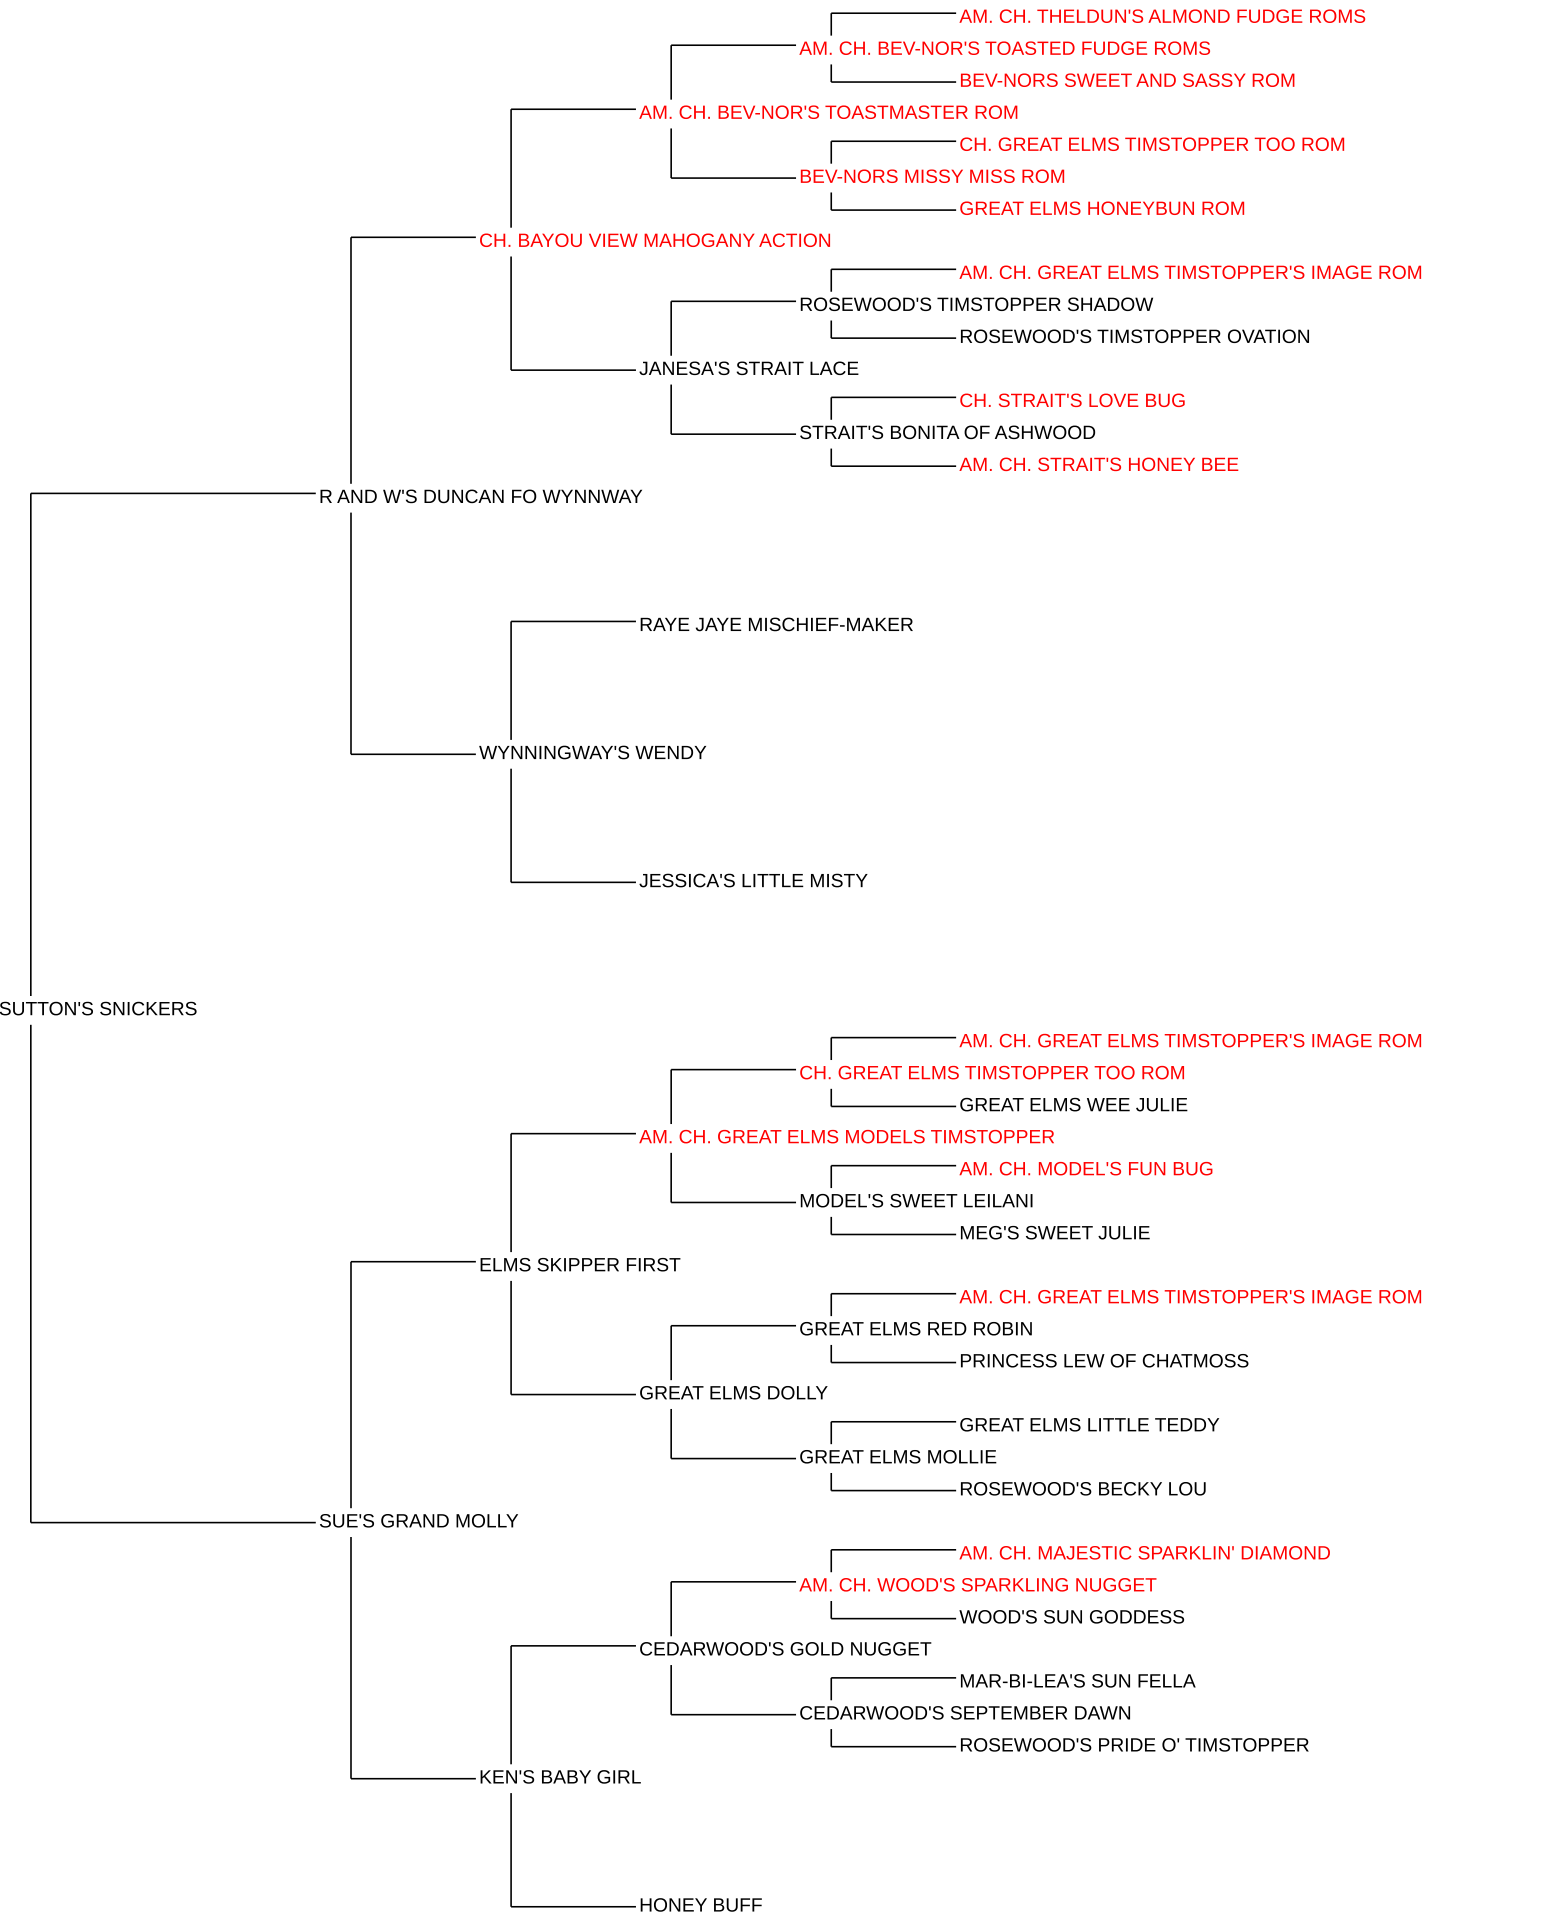 AM. CH. THELDUN'S ALMOND FUDGE ROMS
AM. CH. BEV-NOR'S TOASTED FUDGE ROMS
BEV-NORS SWEET AND SASSY ROM
AM. CH. BEV-NOR'S TOASTMASTER ROM
CH. GREAT ELMS TIMSTOPPER TOO ROM
BEV-NORS MISSY MISS ROM
GREAT ELMS HONEYBUN ROM
CH. BAYOU VIEW MAHOGANY ACTION
AM. CH. GREAT ELMS TIMSTOPPER'S IMAGE ROM
ROSEWOOD'S TIMSTOPPER SHADOW
ROSEWOOD'S TIMSTOPPER OVATION
JANESA'S STRAIT LACE
CH. STRAIT'S LOVE BUG
STRAIT'S BONITA OF ASHWOOD
AM. CH. STRAIT'S HONEY BEE
R AND W'S DUNCAN FO WYNNWAY
RAYE JAYE MISCHIEF-MAKER
WYNNINGWAY'S WENDY
JESSICA'S LITTLE MISTY
SUTTON'S SNICKERS
AM. CH. GREAT ELMS TIMSTOPPER'S IMAGE ROM
CH. GREAT ELMS TIMSTOPPER TOO ROM
GREAT ELMS WEE JULIE
AM. CH. GREAT ELMS MODELS TIMSTOPPER
AM. CH. MODEL'S FUN BUG
MODEL'S SWEET LEILANI
MEG'S SWEET JULIE
ELMS SKIPPER FIRST
AM. CH. GREAT ELMS TIMSTOPPER'S IMAGE ROM
GREAT ELMS RED ROBIN
PRINCESS LEW OF CHATMOSS
GREAT ELMS DOLLY
GREAT ELMS LITTLE TEDDY
GREAT ELMS MOLLIE
ROSEWOOD'S BECKY LOU
SUE'S GRAND MOLLY
AM. CH. MAJESTIC SPARKLIN' DIAMOND
AM. CH. WOOD'S SPARKLING NUGGET
WOOD'S SUN GODDESS
CEDARWOOD'S GOLD NUGGET
MAR-BI-LEA'S SUN FELLA
CEDARWOOD'S SEPTEMBER DAWN
ROSEWOOD'S PRIDE O' TIMSTOPPER
KEN'S BABY GIRL
HONEY BUFF